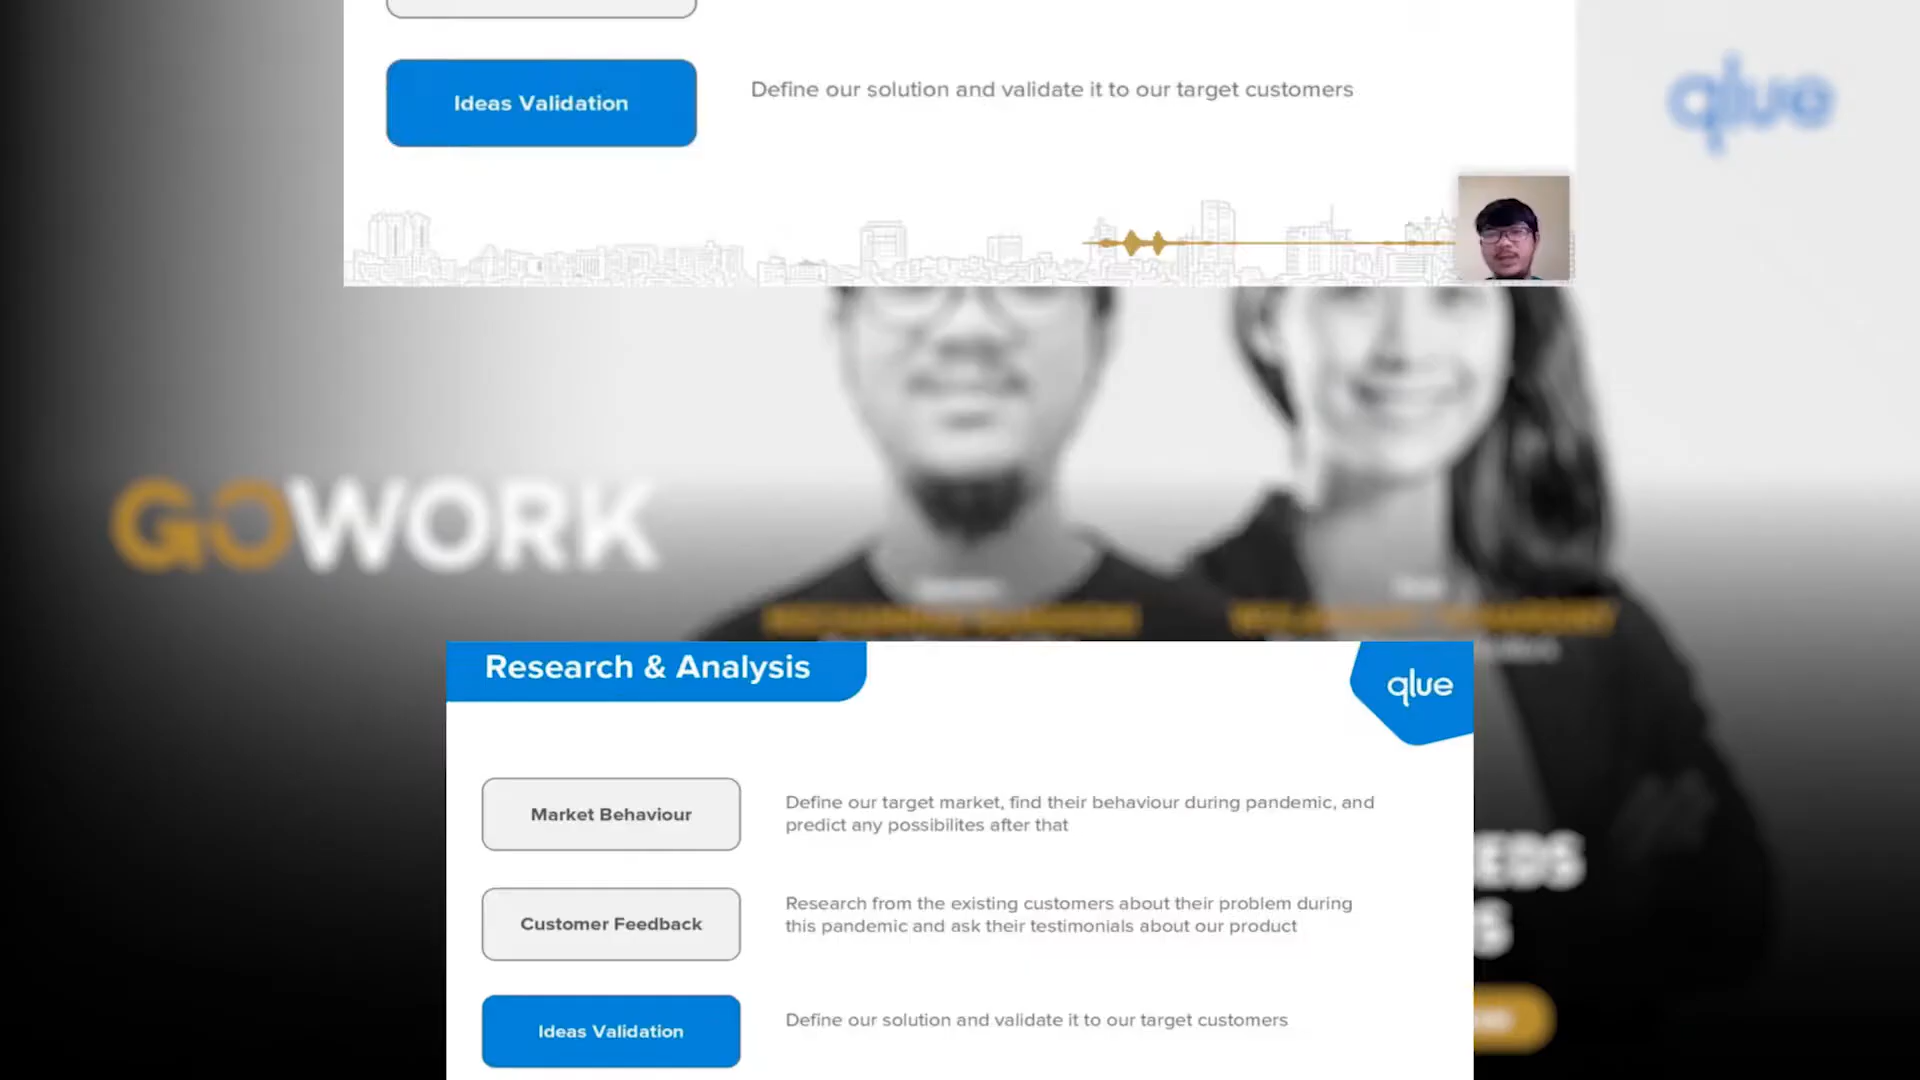 Ideas Validation
Define our solution and validate it to our target customers
qlue
GOWORK
Research & Analysis
qlue
Market Behaviour
Define our target market, find their behaviour during pandemic, and
predict any possibilites after that
Customer Feedback
Research from the existing customers about their problem during
this pandemic and ask their testimonials about our product
EDS
S
Ideas Validation
Define our solution and validate it to our target customers